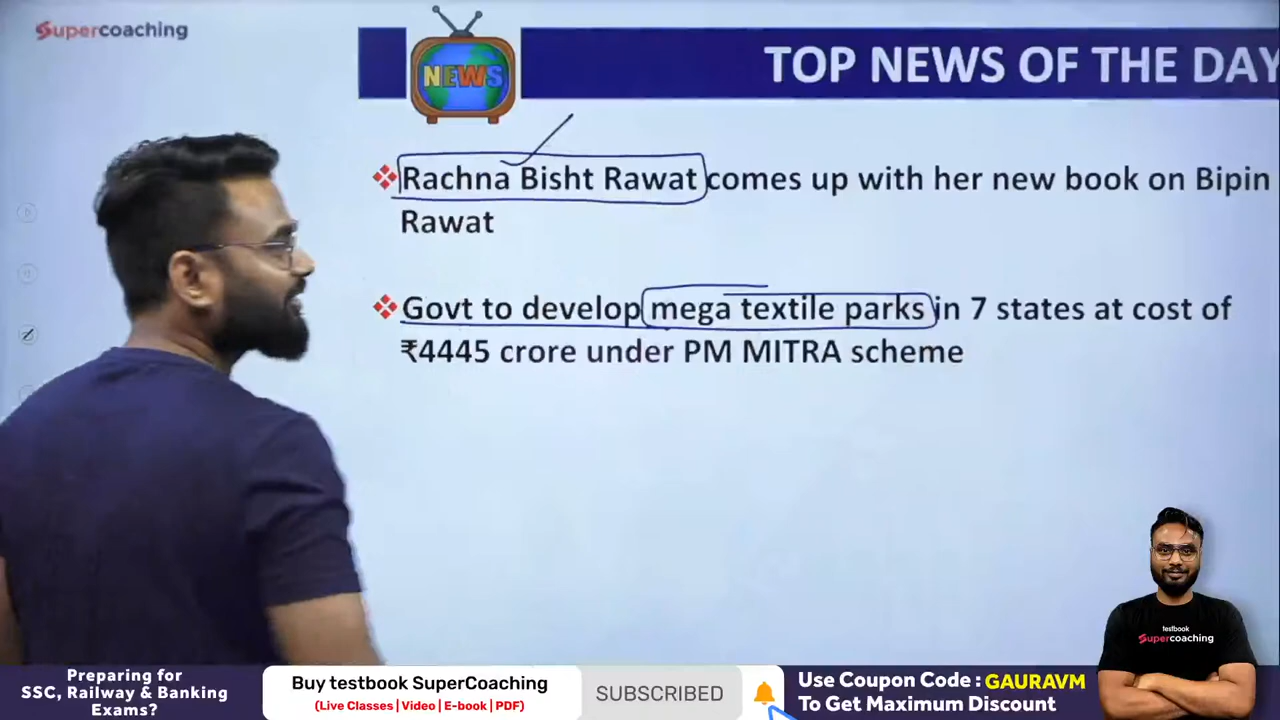 Supercoaching
NEWS
TOP NEWS OF THE DAY
Rachna Bisht Rawat comes up with her new book on Bipin
Rawat
Govt to develop mega textile parks in 7 states at cost of
₹4445 crore under PM MITRA scheme
testbook
Supercoaching
Preparing for
SSC, Railway & Banking
Exams?
Buy testbook SuperCoaching
(Live Classes | Video | E-book | PDF)
SUBSCRIBED
Use Coupon Code : GAURAVM
To Get Maximum Discount